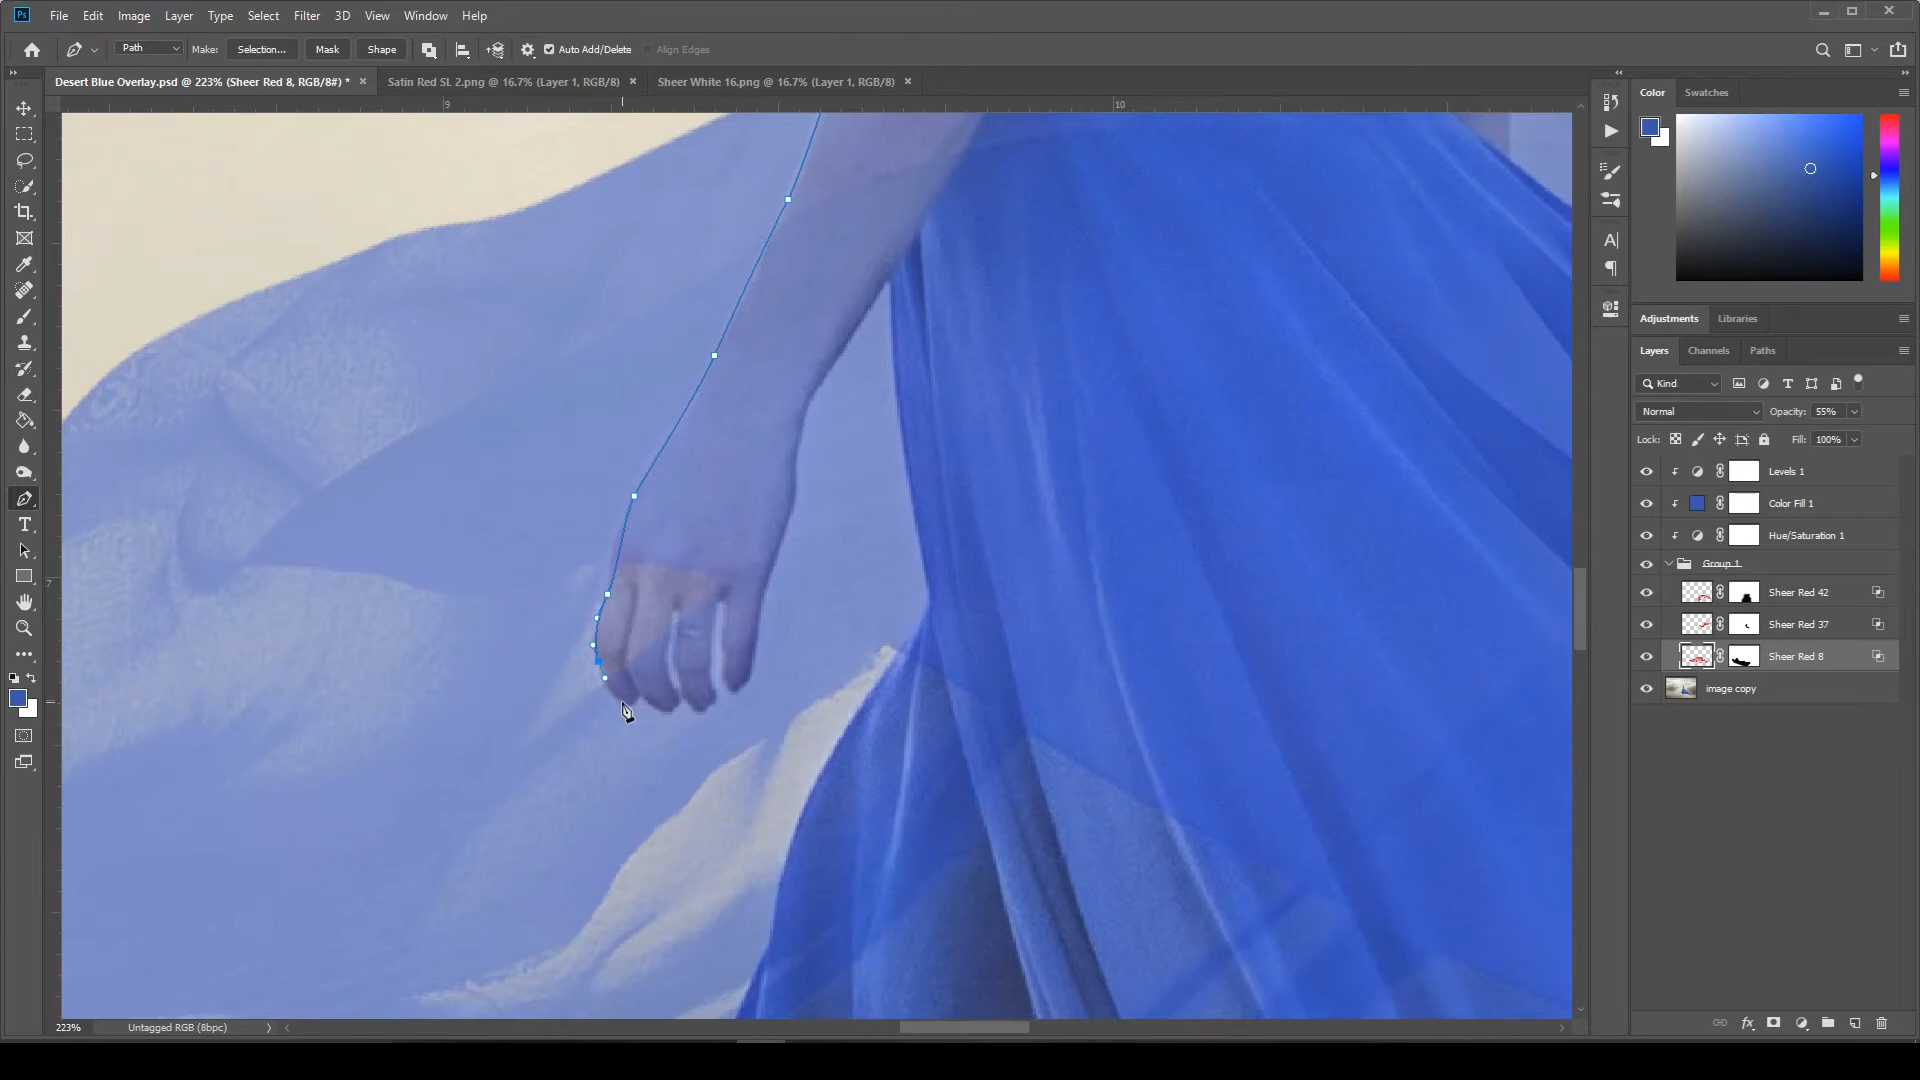 Ps File Edit Image Layer Type Select Filter 3D View Window Help
Path Make: Selection... Mask Shape Auto Add/Delete Align Edges
Desert Blue Overlay.psd @ 223% (Sheer Red 8, RGB/8#) * Satin Red SL 2.png @ 16.7% (Layer 1, RGB/8) Sheer White 16.png @ 16.7% (Layer 1, RGB/8)
9 10
7
Color Swatches
Adjustments Libraries
Layers Channels Paths
Kind
Normal Opacity: 55%
Lock: Fill: 100%
Levels 1
Color Fill 1
Hue/Saturation 1
Group 1
Sheer Red 42
Sheer Red 37
Sheer Red 8
image copy
223% Untagged RGB (8bpc)